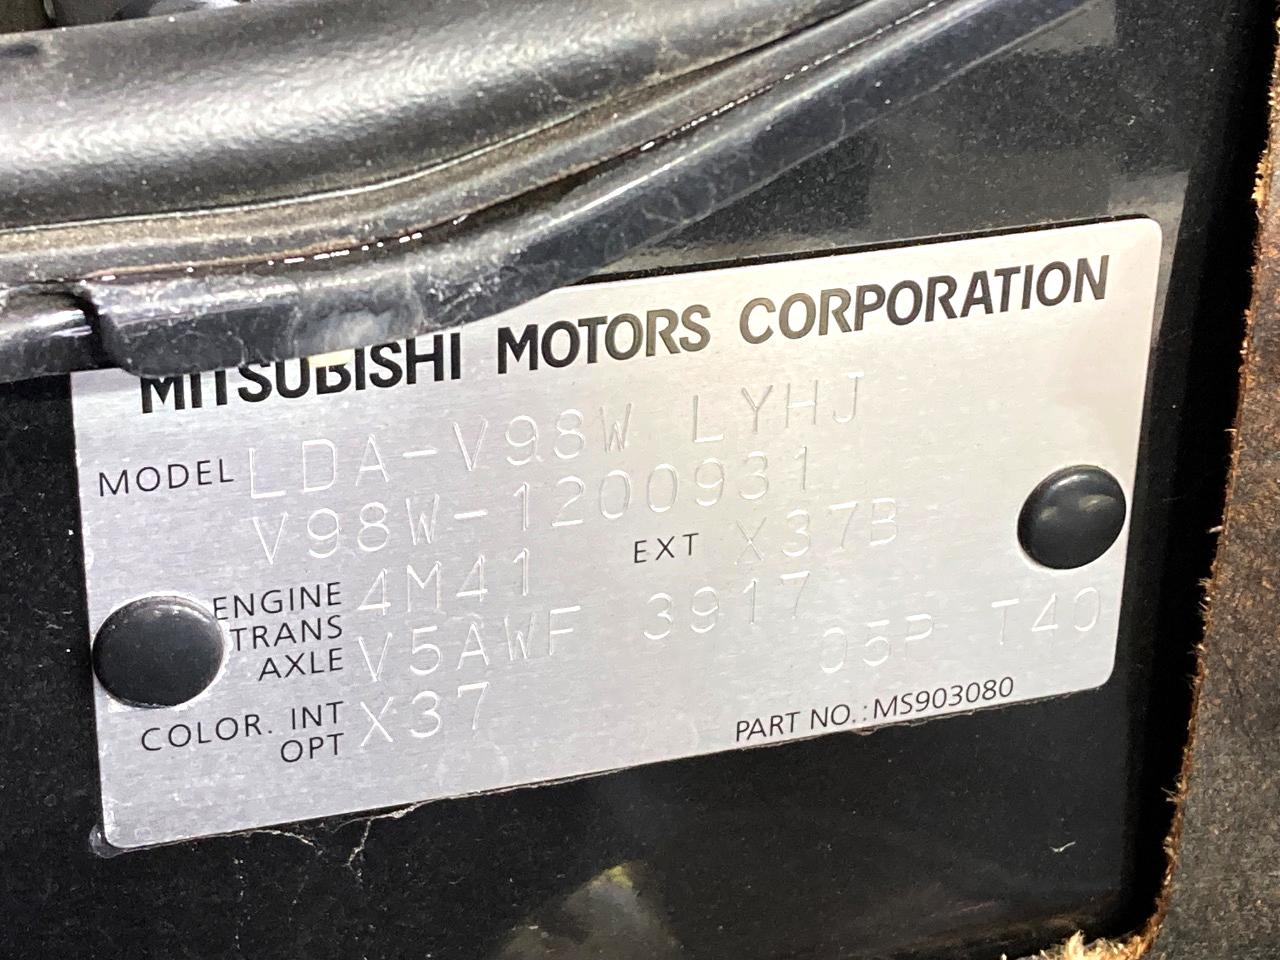 MITSUBISHI MOTORS CORPORATION
MODEL LDA-V98W LYHJ
V98W-1200931
ENGINE 4M41 EXT X37B
TRANS AXLE V5AWF 3917
COLOR. INT OPT X37 05P T40
PART NO.: MS903080